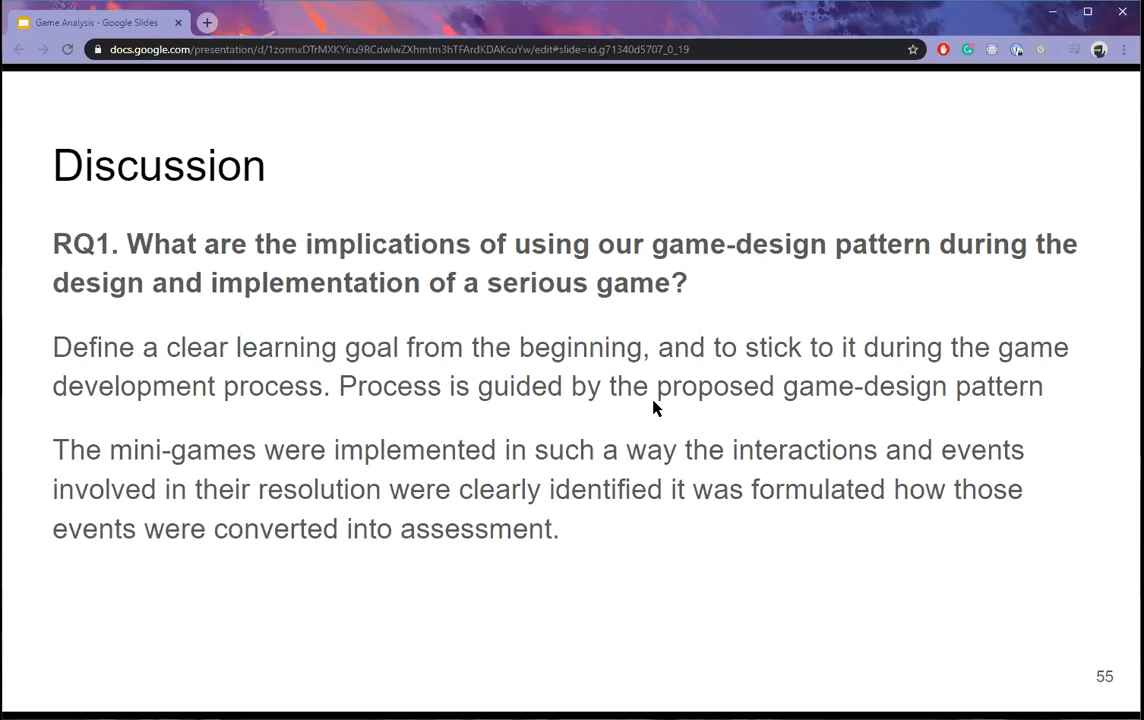 Game Analysis - Google Slides
docs.google.com/presentation/d/1zormxDTrMXKYiru9RCdwlwZXhmtm3hTFArdKDAKcuYw/edit#slide=id.g71340d5707_0_19
Discussion
RQ1. What are the implications of using our game-design pattern during the
design and implementation of a serious game?
Define a clear learning goal from the beginning, and to stick to it during the game
development process. Process is guided by the proposed game-design pattern
The mini-games were implemented in such a way the interactions and events
involved in their resolution were clearly identified it was formulated how those
events were converted into assessment.
55